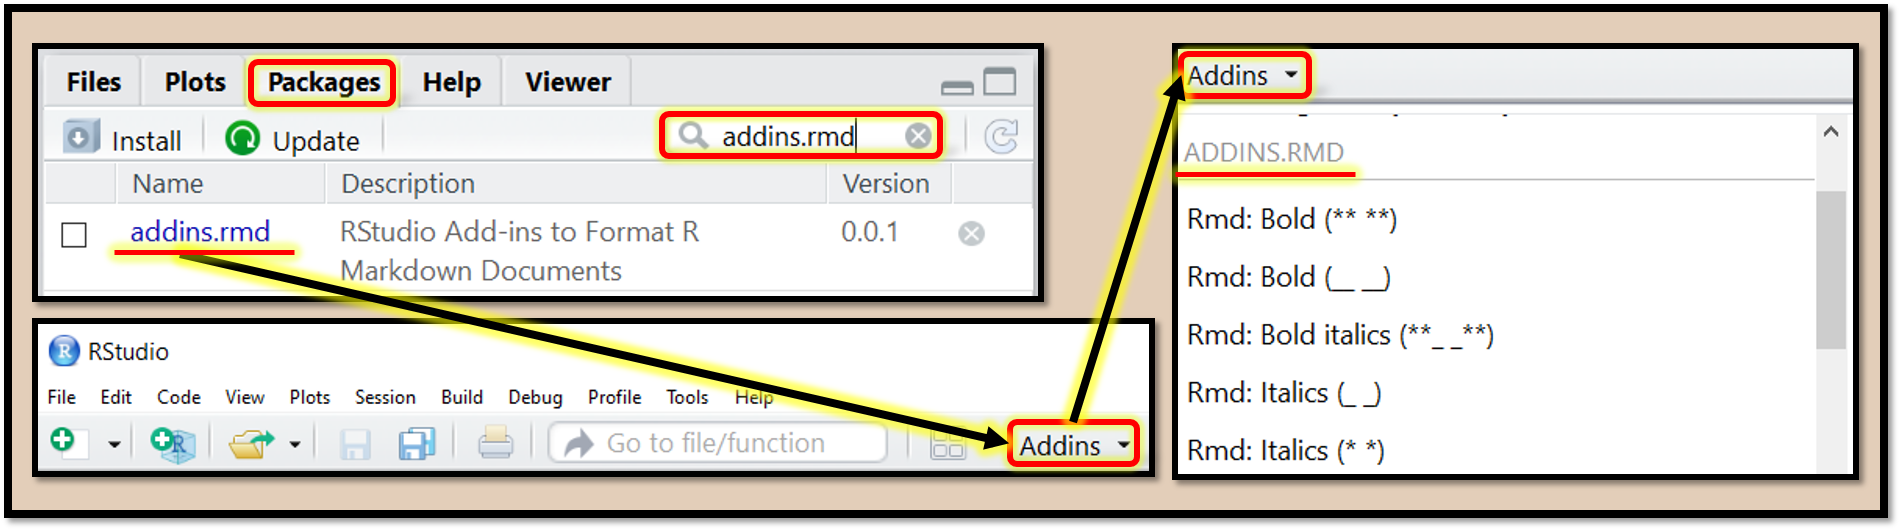 Files Plots Packages Help Viewer
Install Update addins.rmd
Name Description Version
addins.rmd RStudio Add-ins to Format R 0.0.1
Markdown Documents
RStudio
File Edit Code View Plots Session Build Debug Profile Tools Help
Go to file/function Addins
Addins
ADDINS.RMD
Rmd: Bold (** **)
Rmd: Bold (__ __)
Rmd: Bold italics (**_ _**)
Rmd: Italics (_ _)
Rmd: Italics (* *)